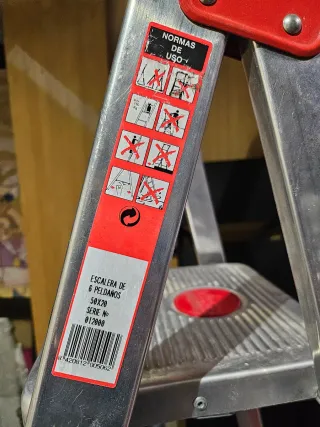 NORMAS
DE
USO
ESCALERA DE
6 PELDAÑOS
50X20
SERIE Nº
012000